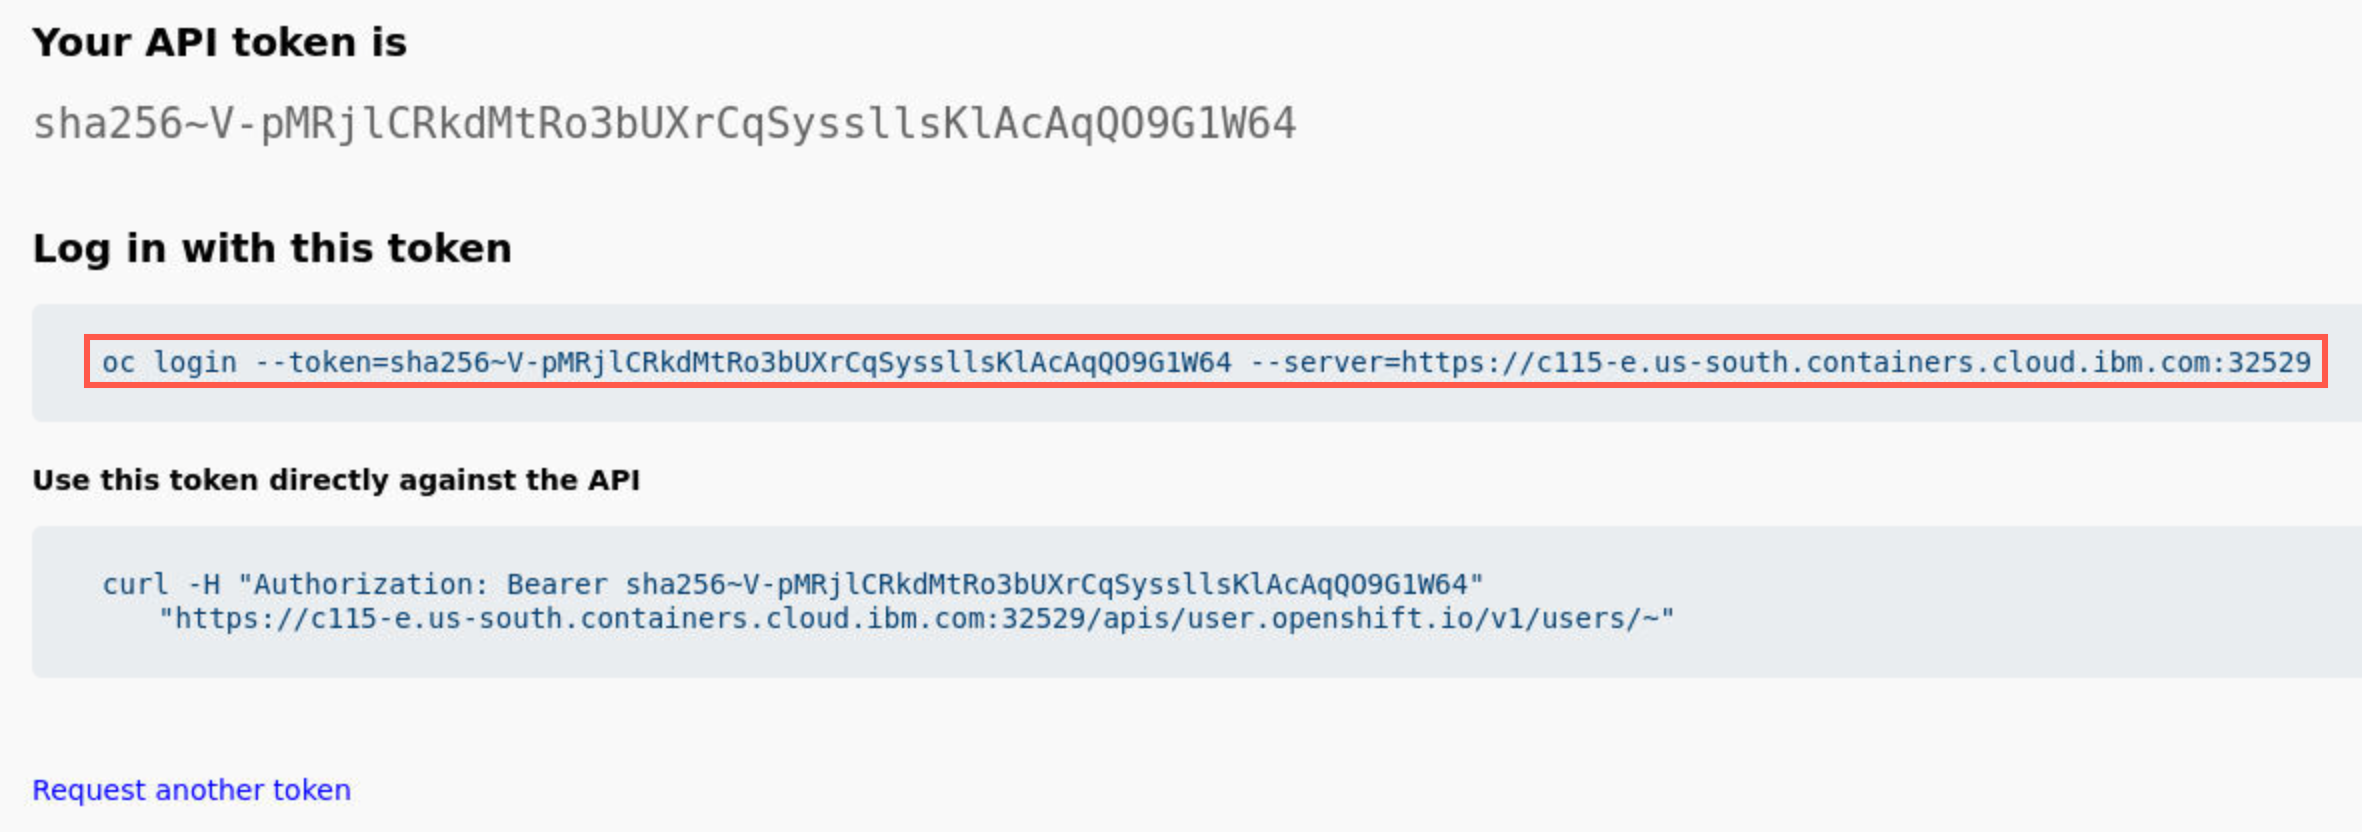 Your API token is
sha256~V-pMRjlCRkdMtRo3bUXrCqSyssllsKlAcAqQO9G1W64
Log in with this token
oc login --token=sha256~V-pMRjlCRkdMtRo3bUXrCqSyssllsKlAcAqQO9G1W64 --server=https://c115-e.us-south.containers.cloud.ibm.com:32529
Use this token directly against the API
curl -H "Authorization: Bearer sha256~V-pMRjlCRkdMtRo3bUXrCqSyssllsKlAcAqQO9G1W64"
"https://c115-e.us-south.containers.cloud.ibm.com:32529/apis/user.openshift.io/v1/users/~"
Request another token